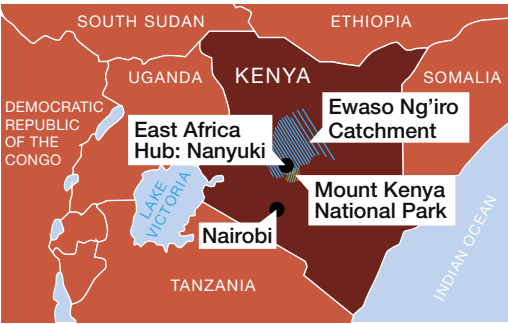 SOUTH SUDAN
ETHIOPIA
UGANDA
KENYA
SOMALIA
DEMOCRATIC
REPUBLIC
OF THE
CONGO
Ewaso Ng’iro
Catchment
East Africa
Hub: Nanyuki
Mount Kenya
National Park
LAKE
VICTORIA
Nairobi
INDIAN OCEAN
TANZANIA